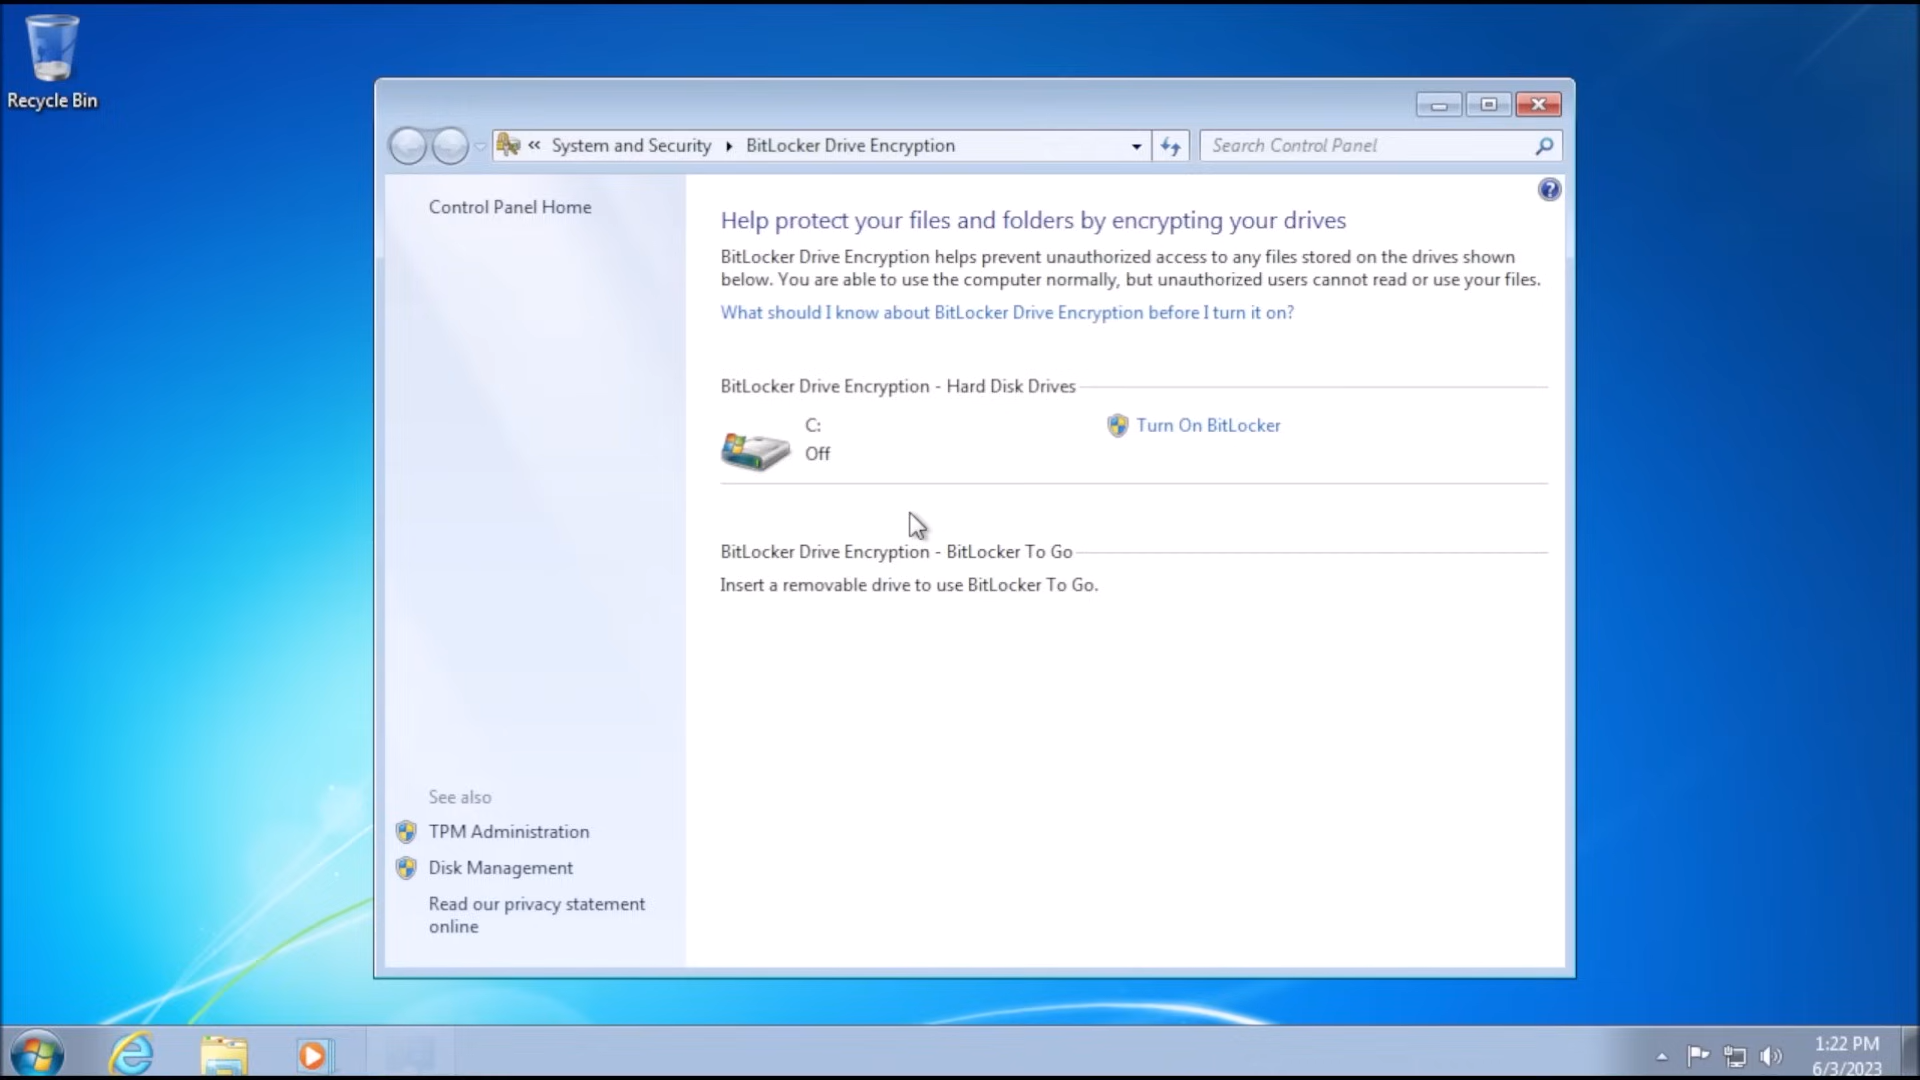 Recycle Bin
« System and Security ▸ BitLocker Drive Encryption
Search Control Panel
Control Panel Home
Help protect your files and folders by encrypting your drives
BitLocker Drive Encryption helps prevent unauthorized access to any files stored on the drives shown
below. You are able to use the computer normally, but unauthorized users cannot read or use your files.
What should I know about BitLocker Drive Encryption before I turn it on?
BitLocker Drive Encryption - Hard Disk Drives
C:
Turn On BitLocker
Off
BitLocker Drive Encryption - BitLocker To Go
Insert a removable drive to use BitLocker To Go.
See also
TPM Administration
Disk Management
Read our privacy statement
online
1:22 PM
6/3/2023